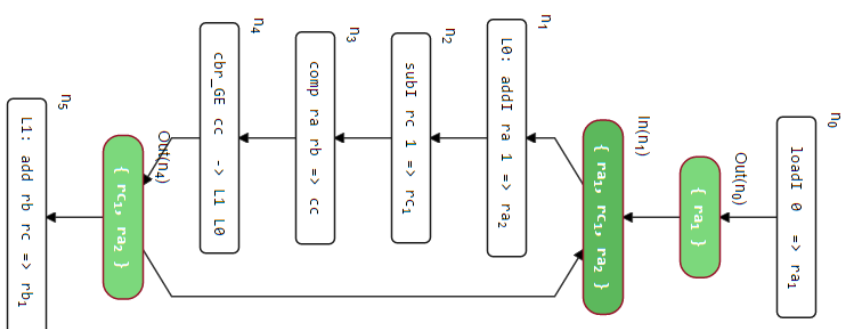 n0
loadI 0 => ra1
Out(n0)
{ ra1 }
In(n1)
{ ra1, rc1, ra2 }
n1
L0: addI ra 1 => ra2
n2
subI rc 1 => rc1
n3
comp ra rb => cc
n4
cbr_GE cc -> L1 L0
Out(n4)
{ rc1, ra2 }
n5
L1: add rb rc => rb1